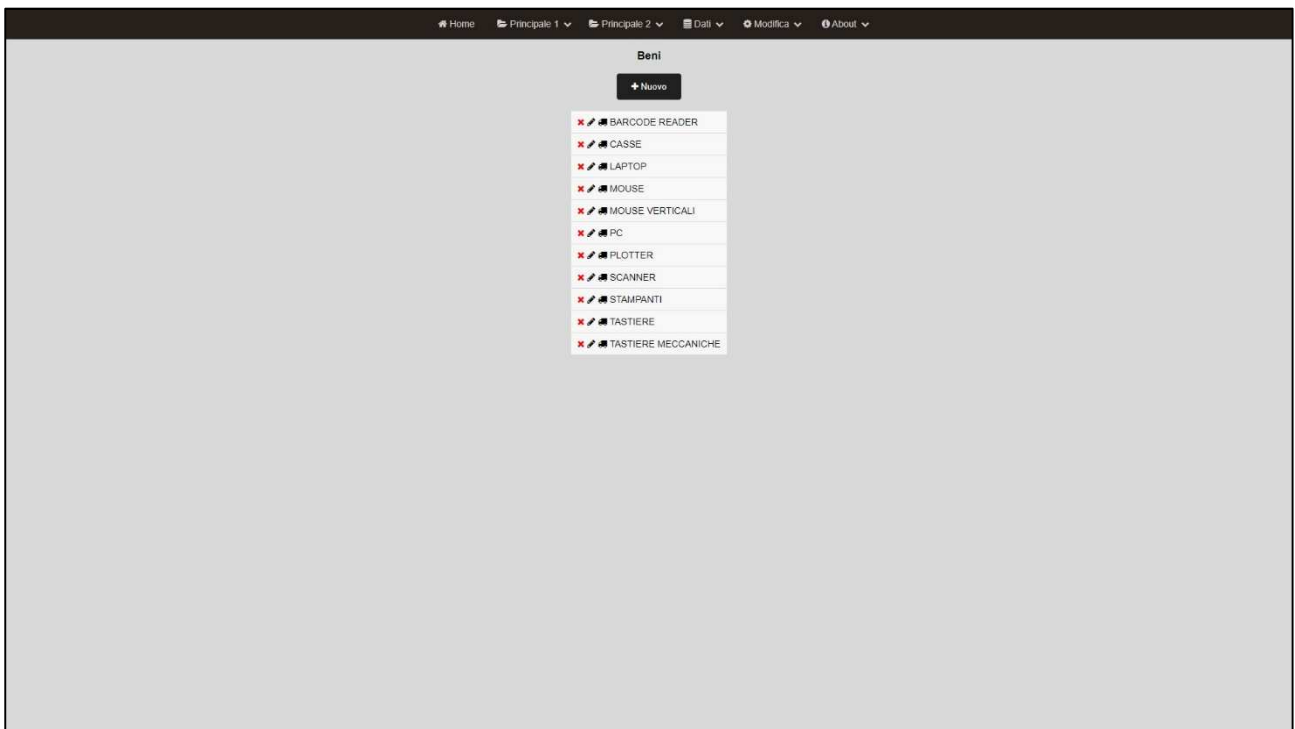 Home Principale 1 Principale 2 Dati Modifica About
Beni
Nuovo
BARCODE READER
CASSE
LAPTOP
MOUSE
MOUSE VERTICALI
PC
PLOTTER
SCANNER
STAMPANTI
TASTIERE
TASTIERE MECCANICHE